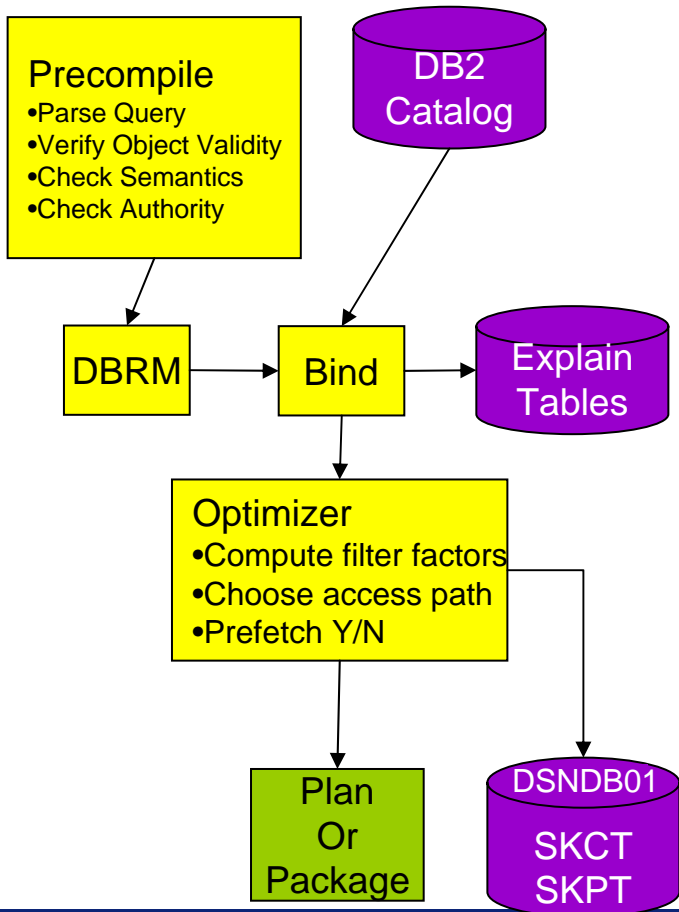 Precompile
•Parse Query
•Verify Object Validity
•Check Semantics
•Check Authority
DB2
Catalog
DBRM
Bind
Explain
Tables
Optimizer
•Compute filter factors
•Choose access path
•Prefetch Y/N
Plan
Or
Package
DSNDB01
SKCT
SKPT